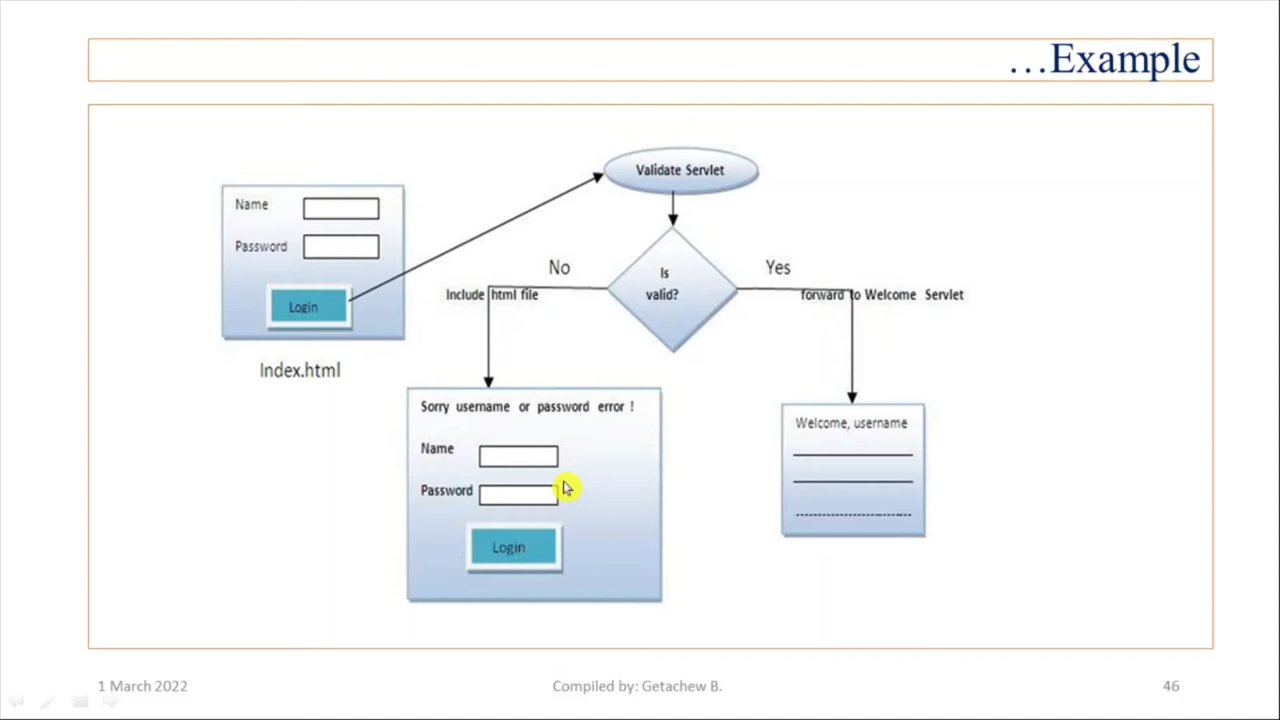 ...Example
Validate Servlet
Name
Password
Login
Index.html
Is
valid?
No
Include html file
Yes
forward to Welcome Servlet
Sorry username or password error !
Name
Password
Login
Welcome, username
1 March 2022
Compiled by: Getachew B.
46